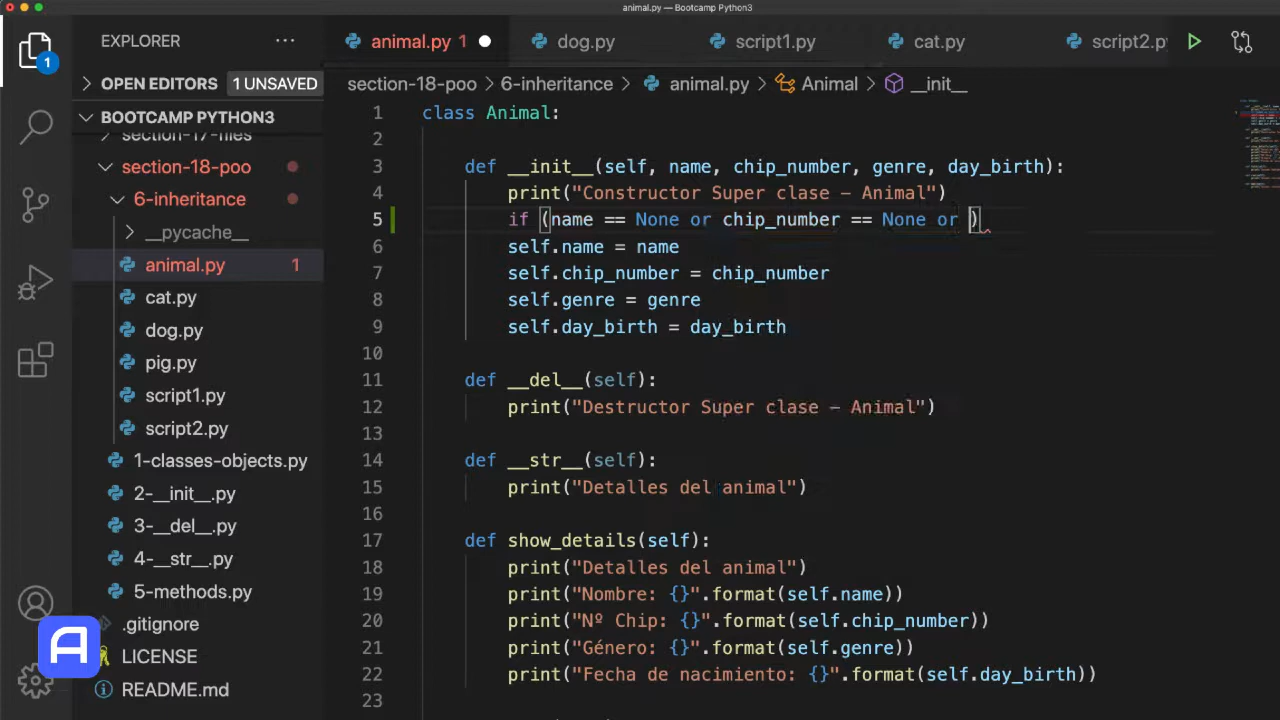 animal.py — Bootcamp Python3
EXPLORER
animal.py 1
dog.py
script1.py
cat.py
script2.py
OPEN EDITORS 1 UNSAVED
section-18-poo > 6-inheritance > animal.py > Animal > __init__
BOOTCAMP PYTHON3
section-17-files
section-18-poo
6-inheritance
__pycache__
animal.py 1
cat.py
dog.py
pig.py
script1.py
script2.py
1-classes-objects.py
2-__init__.py
3-__del__.py
4-__str__.py
5-methods.py
.gitignore
LICENSE
README.md
1
A
1 class Animal:
2
3 def __init__(self, name, chip_number, genre, day_birth):
4 print("Constructor Super clase – Animal")
5 if (name == None or chip_number == None or )
6 self.name = name
7 self.chip_number = chip_number
8 self.genre = genre
9 self.day_birth = day_birth
10
11 def __del__(self):
12 print("Destructor Super clase – Animal")
13
14 def __str__(self):
15 print("Detalles del animal")
16
17 def show_details(self):
18 print("Detalles del animal")
19 print("Nombre: {}".format(self.name))
20 print("Nº Chip: {}".format(self.chip_number))
21 print("Género: {}".format(self.genre))
22 print("Fecha de nacimiento: {}".format(self.day_birth))
23